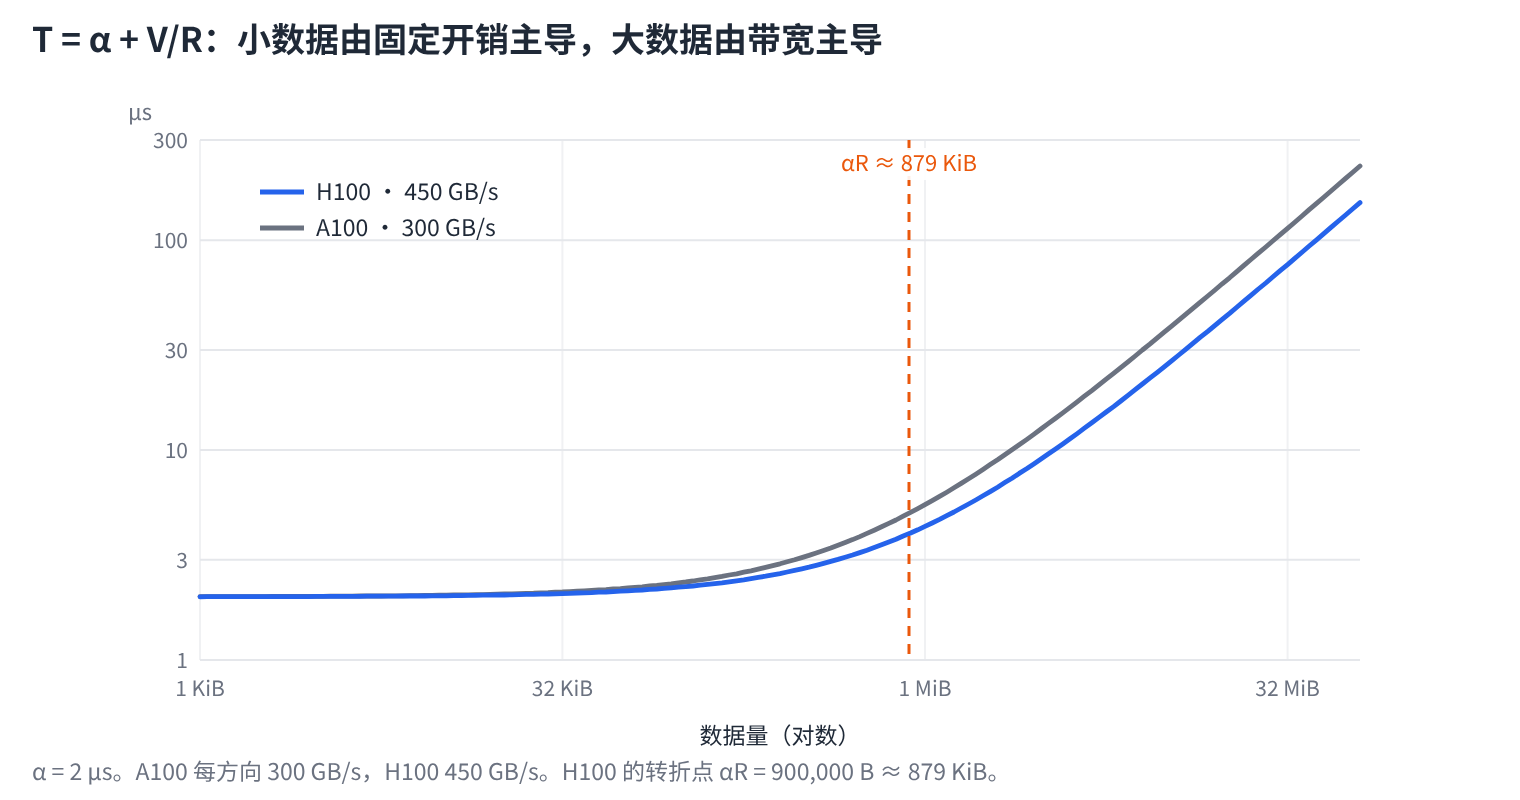 T = α + V/R：小数据由固定开销主导，大数据由带宽主导
μs
300
100
30
10
3
1
αR ≈ 879 KiB
H100 · 450 GB/s
A100 · 300 GB/s
1 KiB
32 KiB
1 MiB
32 MiB
数据量（对数）
α = 2 μs。A100 每方向 300 GB/s，H100 450 GB/s。H100 的转折点 αR = 900,000 B ≈ 879 KiB。